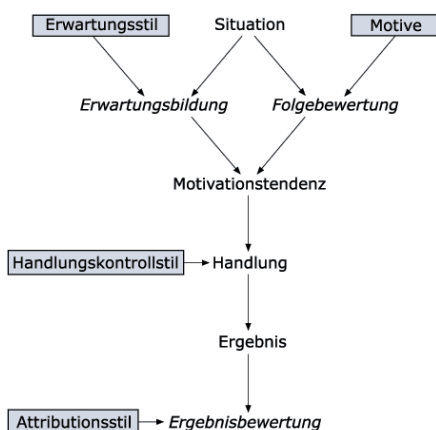 Erwartungsstil
Situation
Motive
Erwartungsbildung
Folgebewertung
Motivationstendenz
Handlungskontrollstil
Handlung
Ergebnis
Attributionsstil
Ergebnisbewertung